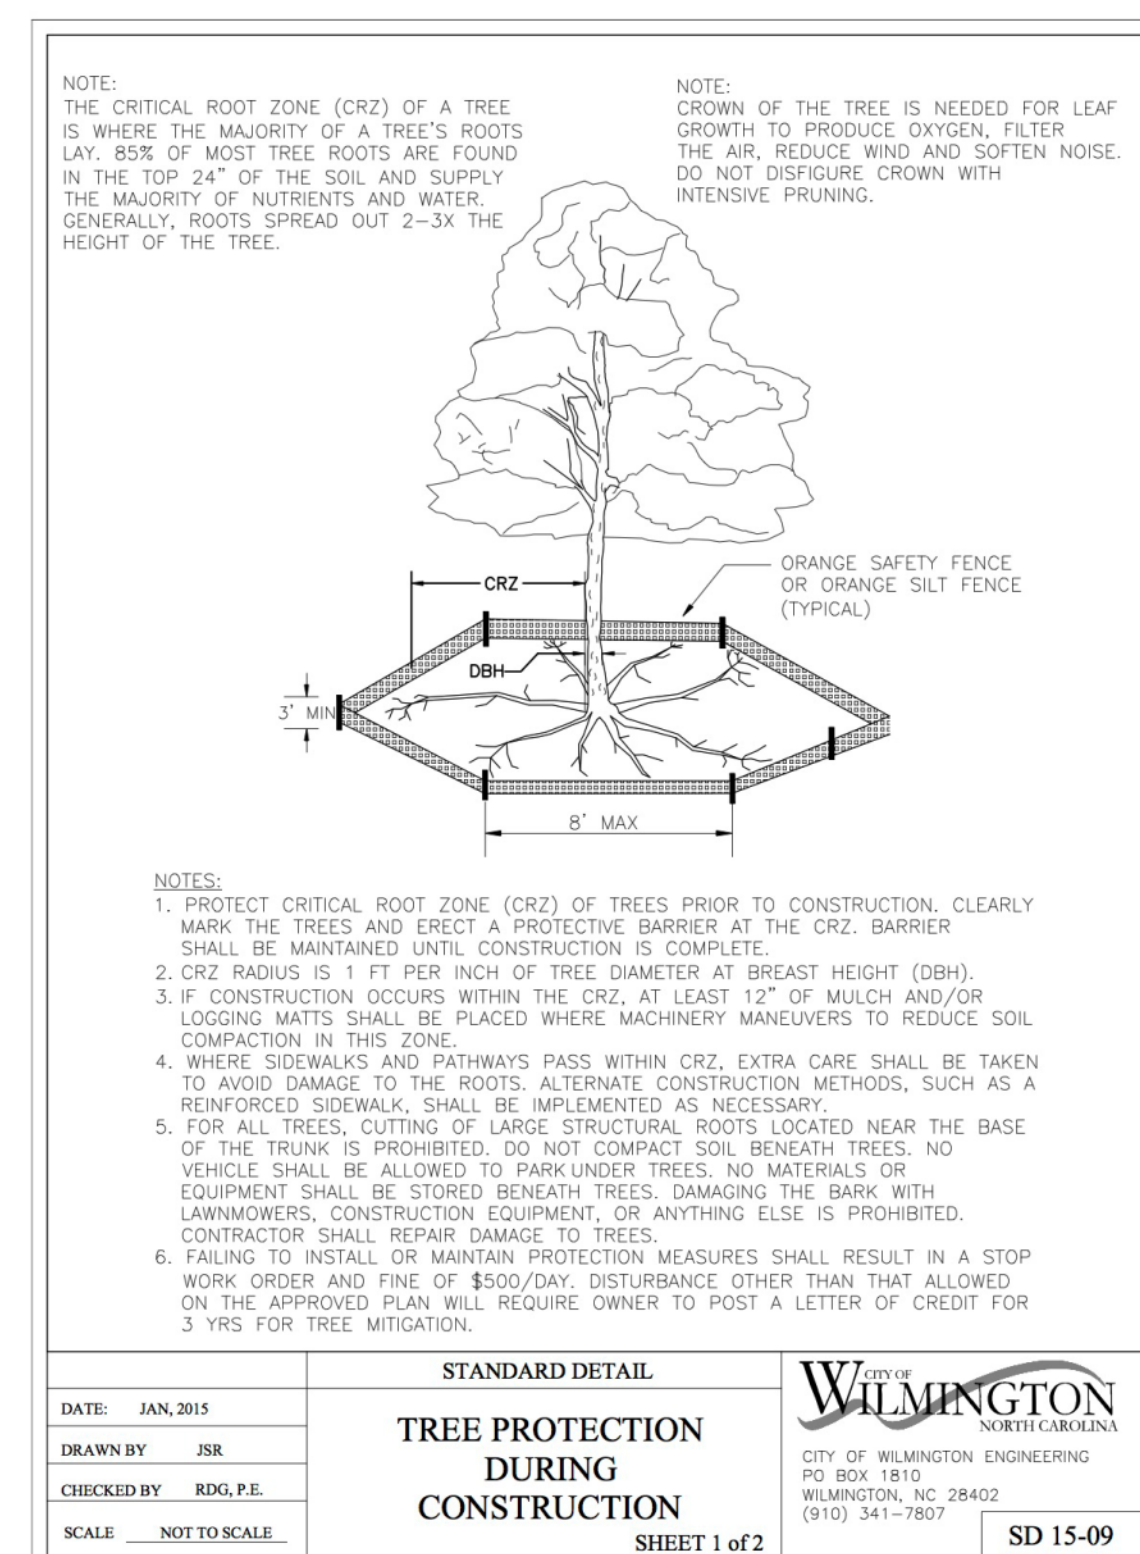 NOTE:
THE CRITICAL ROOT ZONE (CRZ) OF A TREE
IS WHERE THE MAJORITY OF A TREE'S ROOTS
LAY. 85% OF MOST TREE ROOTS ARE FOUND
IN THE TOP 24" OF THE SOIL AND SUPPLY
THE MAJORITY OF NUTRIENTS AND WATER.
GENERALLY, ROOTS SPREAD OUT 2-3X THE
HEIGHT OF THE TREE.
NOTE:
CROWN OF THE TREE IS NEEDED FOR LEAF
GROWTH TO PRODUCE OXYGEN, FILTER
THE AIR, REDUCE WIND AND SOFTEN NOISE.
DO NOT DISFIGURE CROWN WITH
INTENSIVE PRUNING.
ORANGE SAFETY FENCE
OR ORANGE SILT FENCE
(TYPICAL)
CRZ
DBH
3' MIN
8' MAX
NOTES:
1. PROTECT CRITICAL ROOT ZONE (CRZ) OF TREES PRIOR TO CONSTRUCTION. CLEARLY
MARK THE TREES AND ERECT A PROTECTIVE BARRIER AT THE CRZ. BARRIER
SHALL BE MAINTAINED UNTIL CONSTRUCTION IS COMPLETE.
2. CRZ RADIUS IS 1 FT PER INCH OF TREE DIAMETER AT BREAST HEIGHT (DBH).
3. IF CONSTRUCTION OCCURS WITHIN THE CRZ, AT LEAST 12" OF MULCH AND/OR
LOGGING MATTS SHALL BE PLACED WHERE MACHINERY MANEUVERS TO REDUCE SOIL
COMPACTION IN THIS ZONE.
4. WHERE SIDEWALKS AND PATHWAYS PASS WITHIN CRZ, EXTRA CARE SHALL BE TAKEN
TO AVOID DAMAGE TO THE ROOTS. ALTERNATE CONSTRUCTION METHODS, SUCH AS A
REINFORCED SIDEWALK, SHALL BE IMPLEMENTED AS NECESSARY.
5. FOR ALL TREES, CUTTING OF LARGE STRUCTURAL ROOTS LOCATED NEAR THE BASE
OF THE TRUNK IS PROHIBITED. DO NOT COMPACT SOIL BENEATH TREES. NO
VEHICLE SHALL BE ALLOWED TO PARK UNDER TREES. NO MATERIALS OR
EQUIPMENT SHALL BE STORED BENEATH TREES. DAMAGING THE BARK WITH
LAWNMOWERS, CONSTRUCTION EQUIPMENT, OR ANYTHING ELSE IS PROHIBITED.
CONTRACTOR SHALL REPAIR DAMAGE TO TREES.
6. FAILING TO INSTALL OR MAINTAIN PROTECTION MEASURES SHALL RESULT IN A STOP
WORK ORDER AND FINE OF $500/DAY. DISTURBANCE OTHER THAN THAT ALLOWED
ON THE APPROVED PLAN WILL REQUIRE OWNER TO POST A LETTER OF CREDIT FOR
3 YRS FOR TREE MITIGATION.
DATE: JAN, 2015
DRAWN BY JSR
CHECKED BY RDG, P.E.
SCALE NOT TO SCALE
STANDARD DETAIL
TREE PROTECTION
DURING
CONSTRUCTION
SHEET 1 of 2
CITY OF
WILMINGTON
NORTH CAROLINA
CITY OF WILMINGTON ENGINEERING
PO BOX 1810
WILMINGTON, NC 28402
(910) 341-7807
SD 15-09